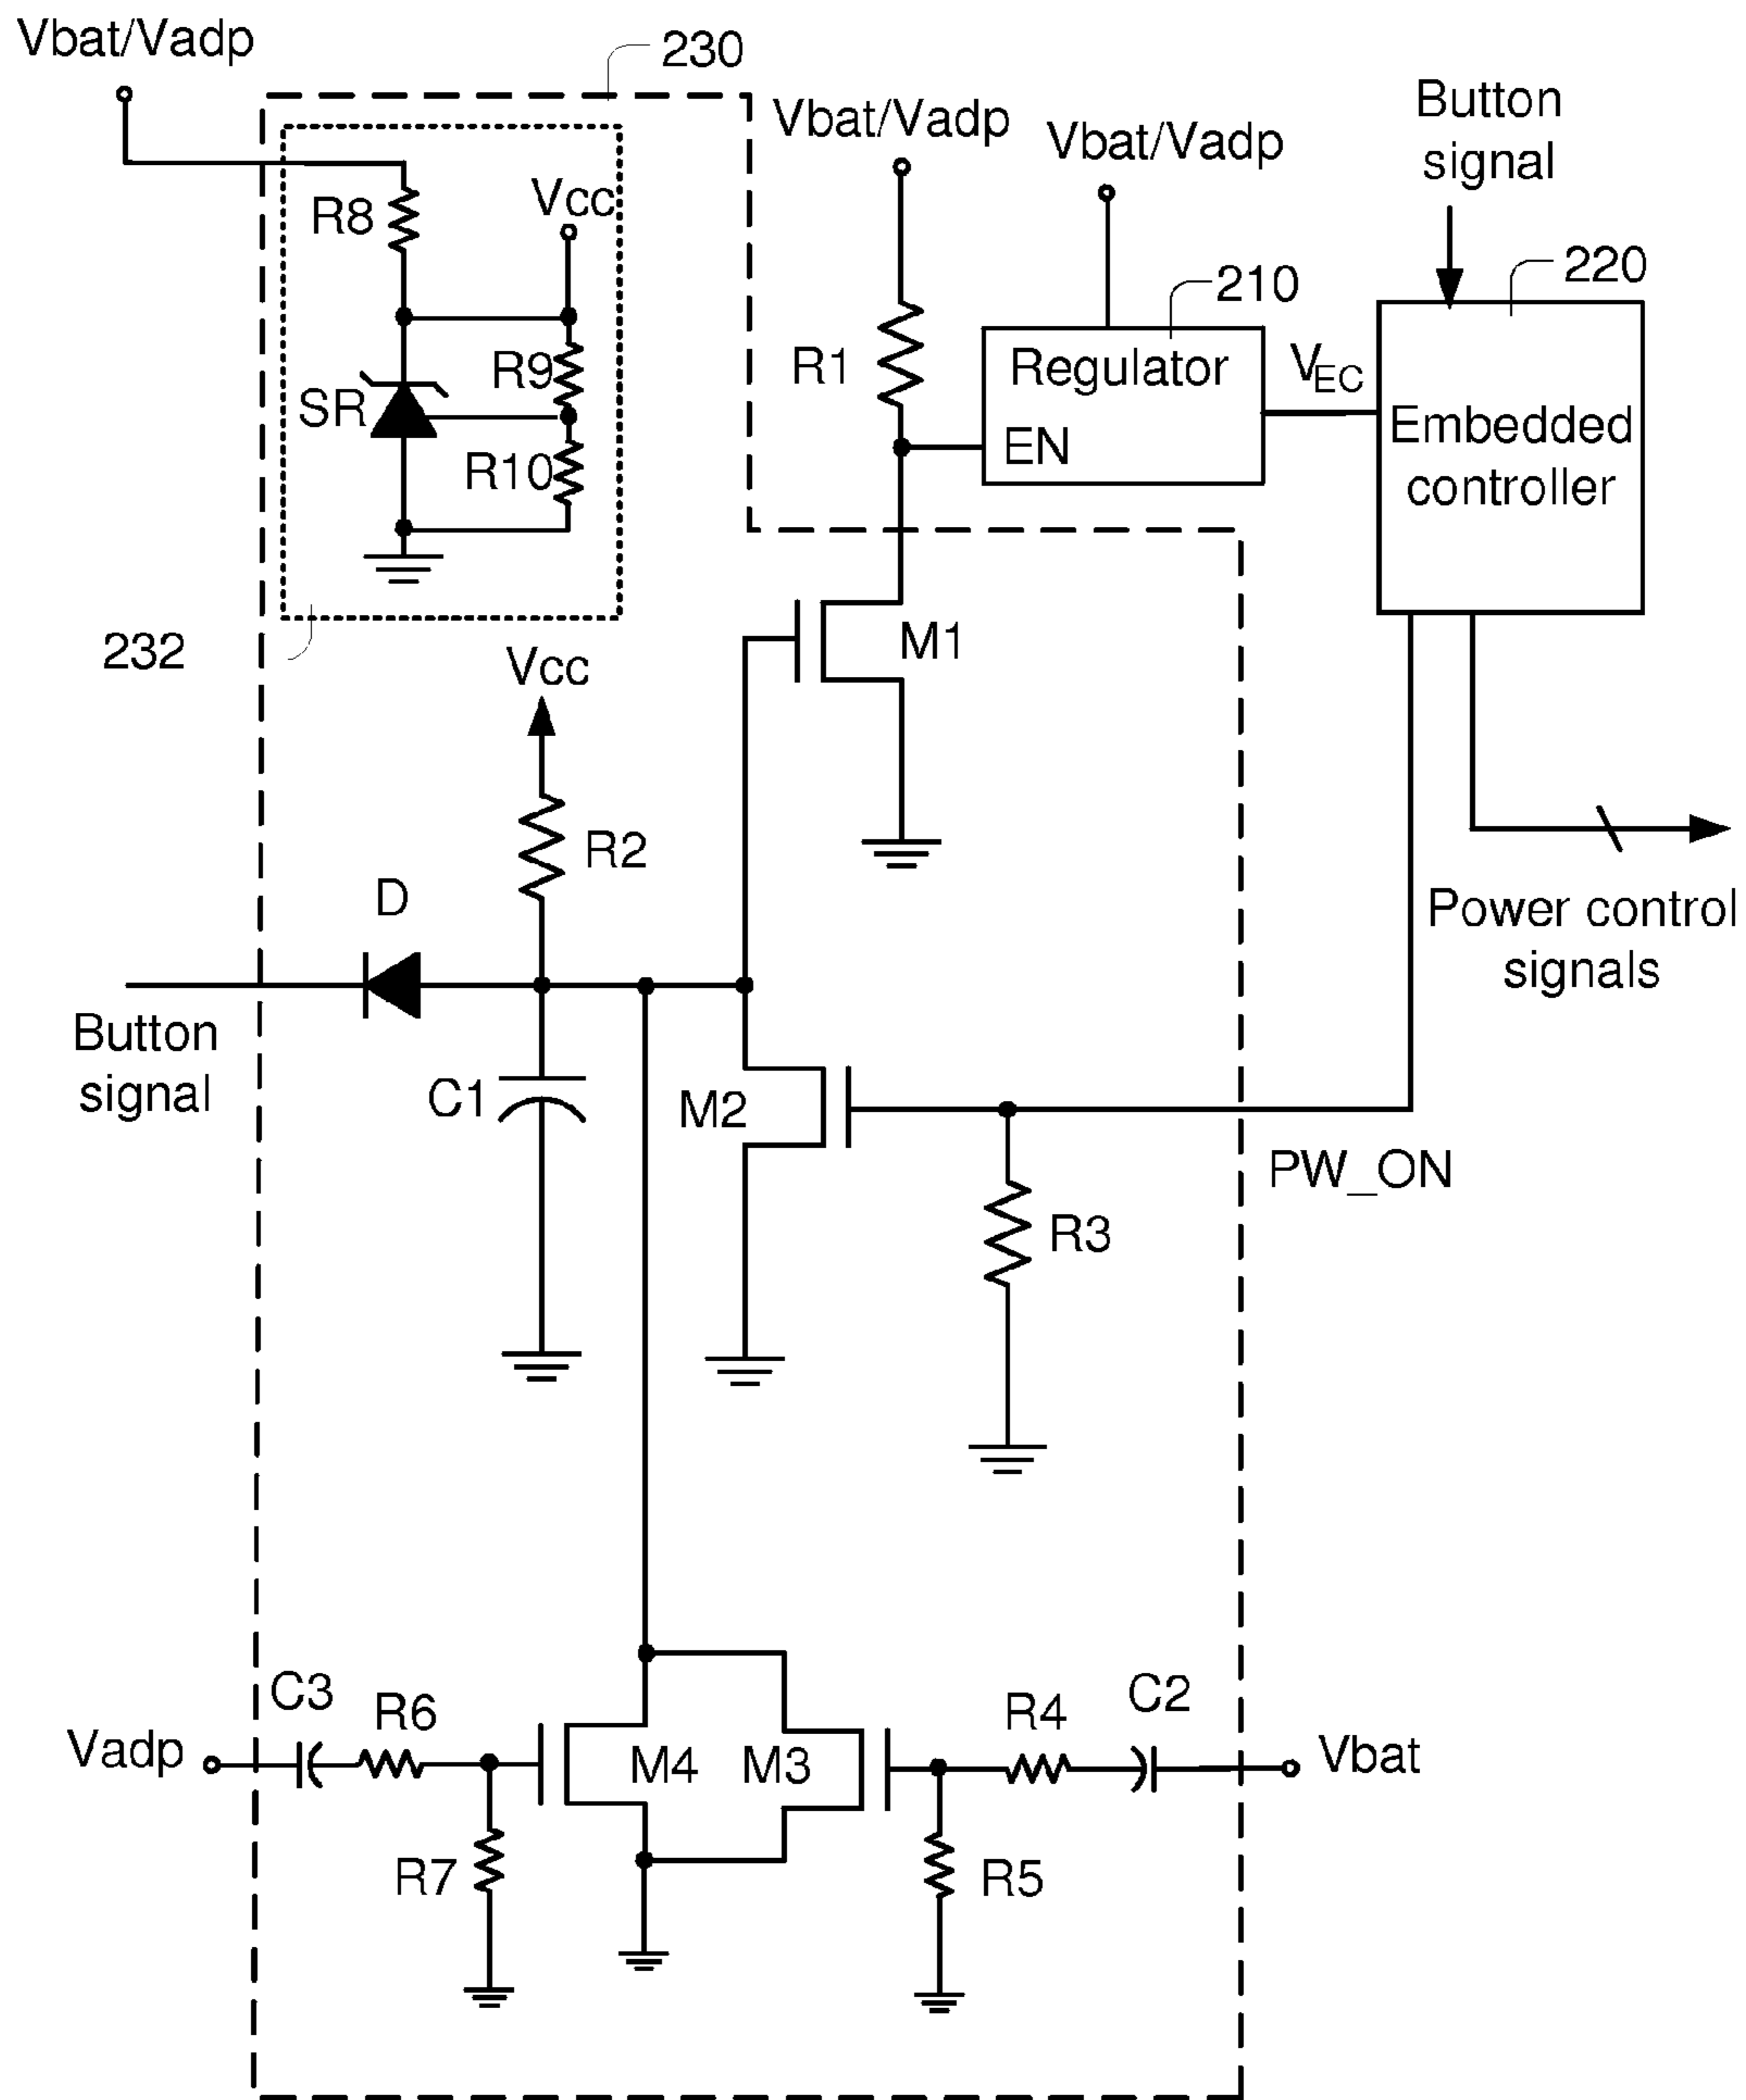 Vbat/Vadp
230
Vbat/Vadp
Vbat/Vadp
Button
signal
R8
Vcc
210
220
R1
Regulator
VEC
R9
SR
EN
Embedded
controller
R10
232
Vcc
M1
R2
D
Power control
signals
Button
signal
C1
M2
PW_ON
R3
C3
R6
R4
C2
Vadp
M4
M3
Vbat
R7
R5